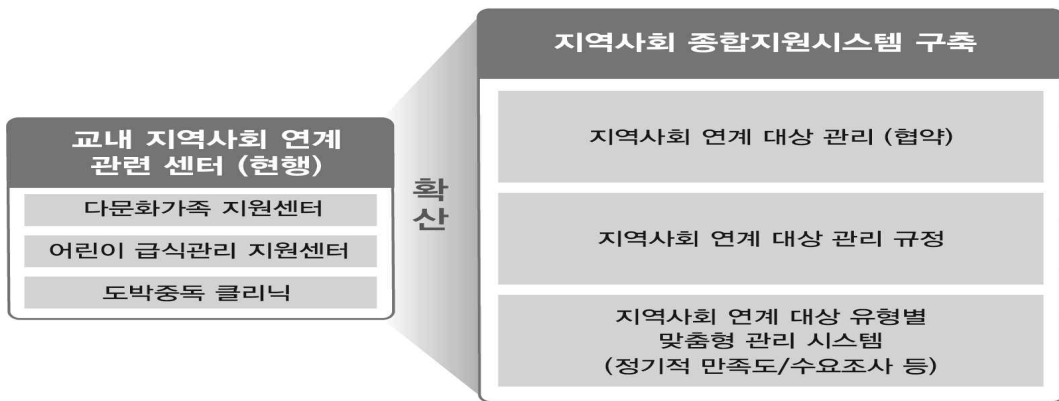 교내 지역사회 연계
관련 센터 (현행)
다문화가족 지원센터
어린이 급식관리 지원센터
도박중독 클리닉
확
산
지역사회 종합지원시스템 구축
지역사회 연계 대상 관리 (협약)
지역사회 연계 대상 관리 규정
지역사회 연계 대상 유형별
맞춤형 관리 시스템
(정기적 만족도/수요조사 등)